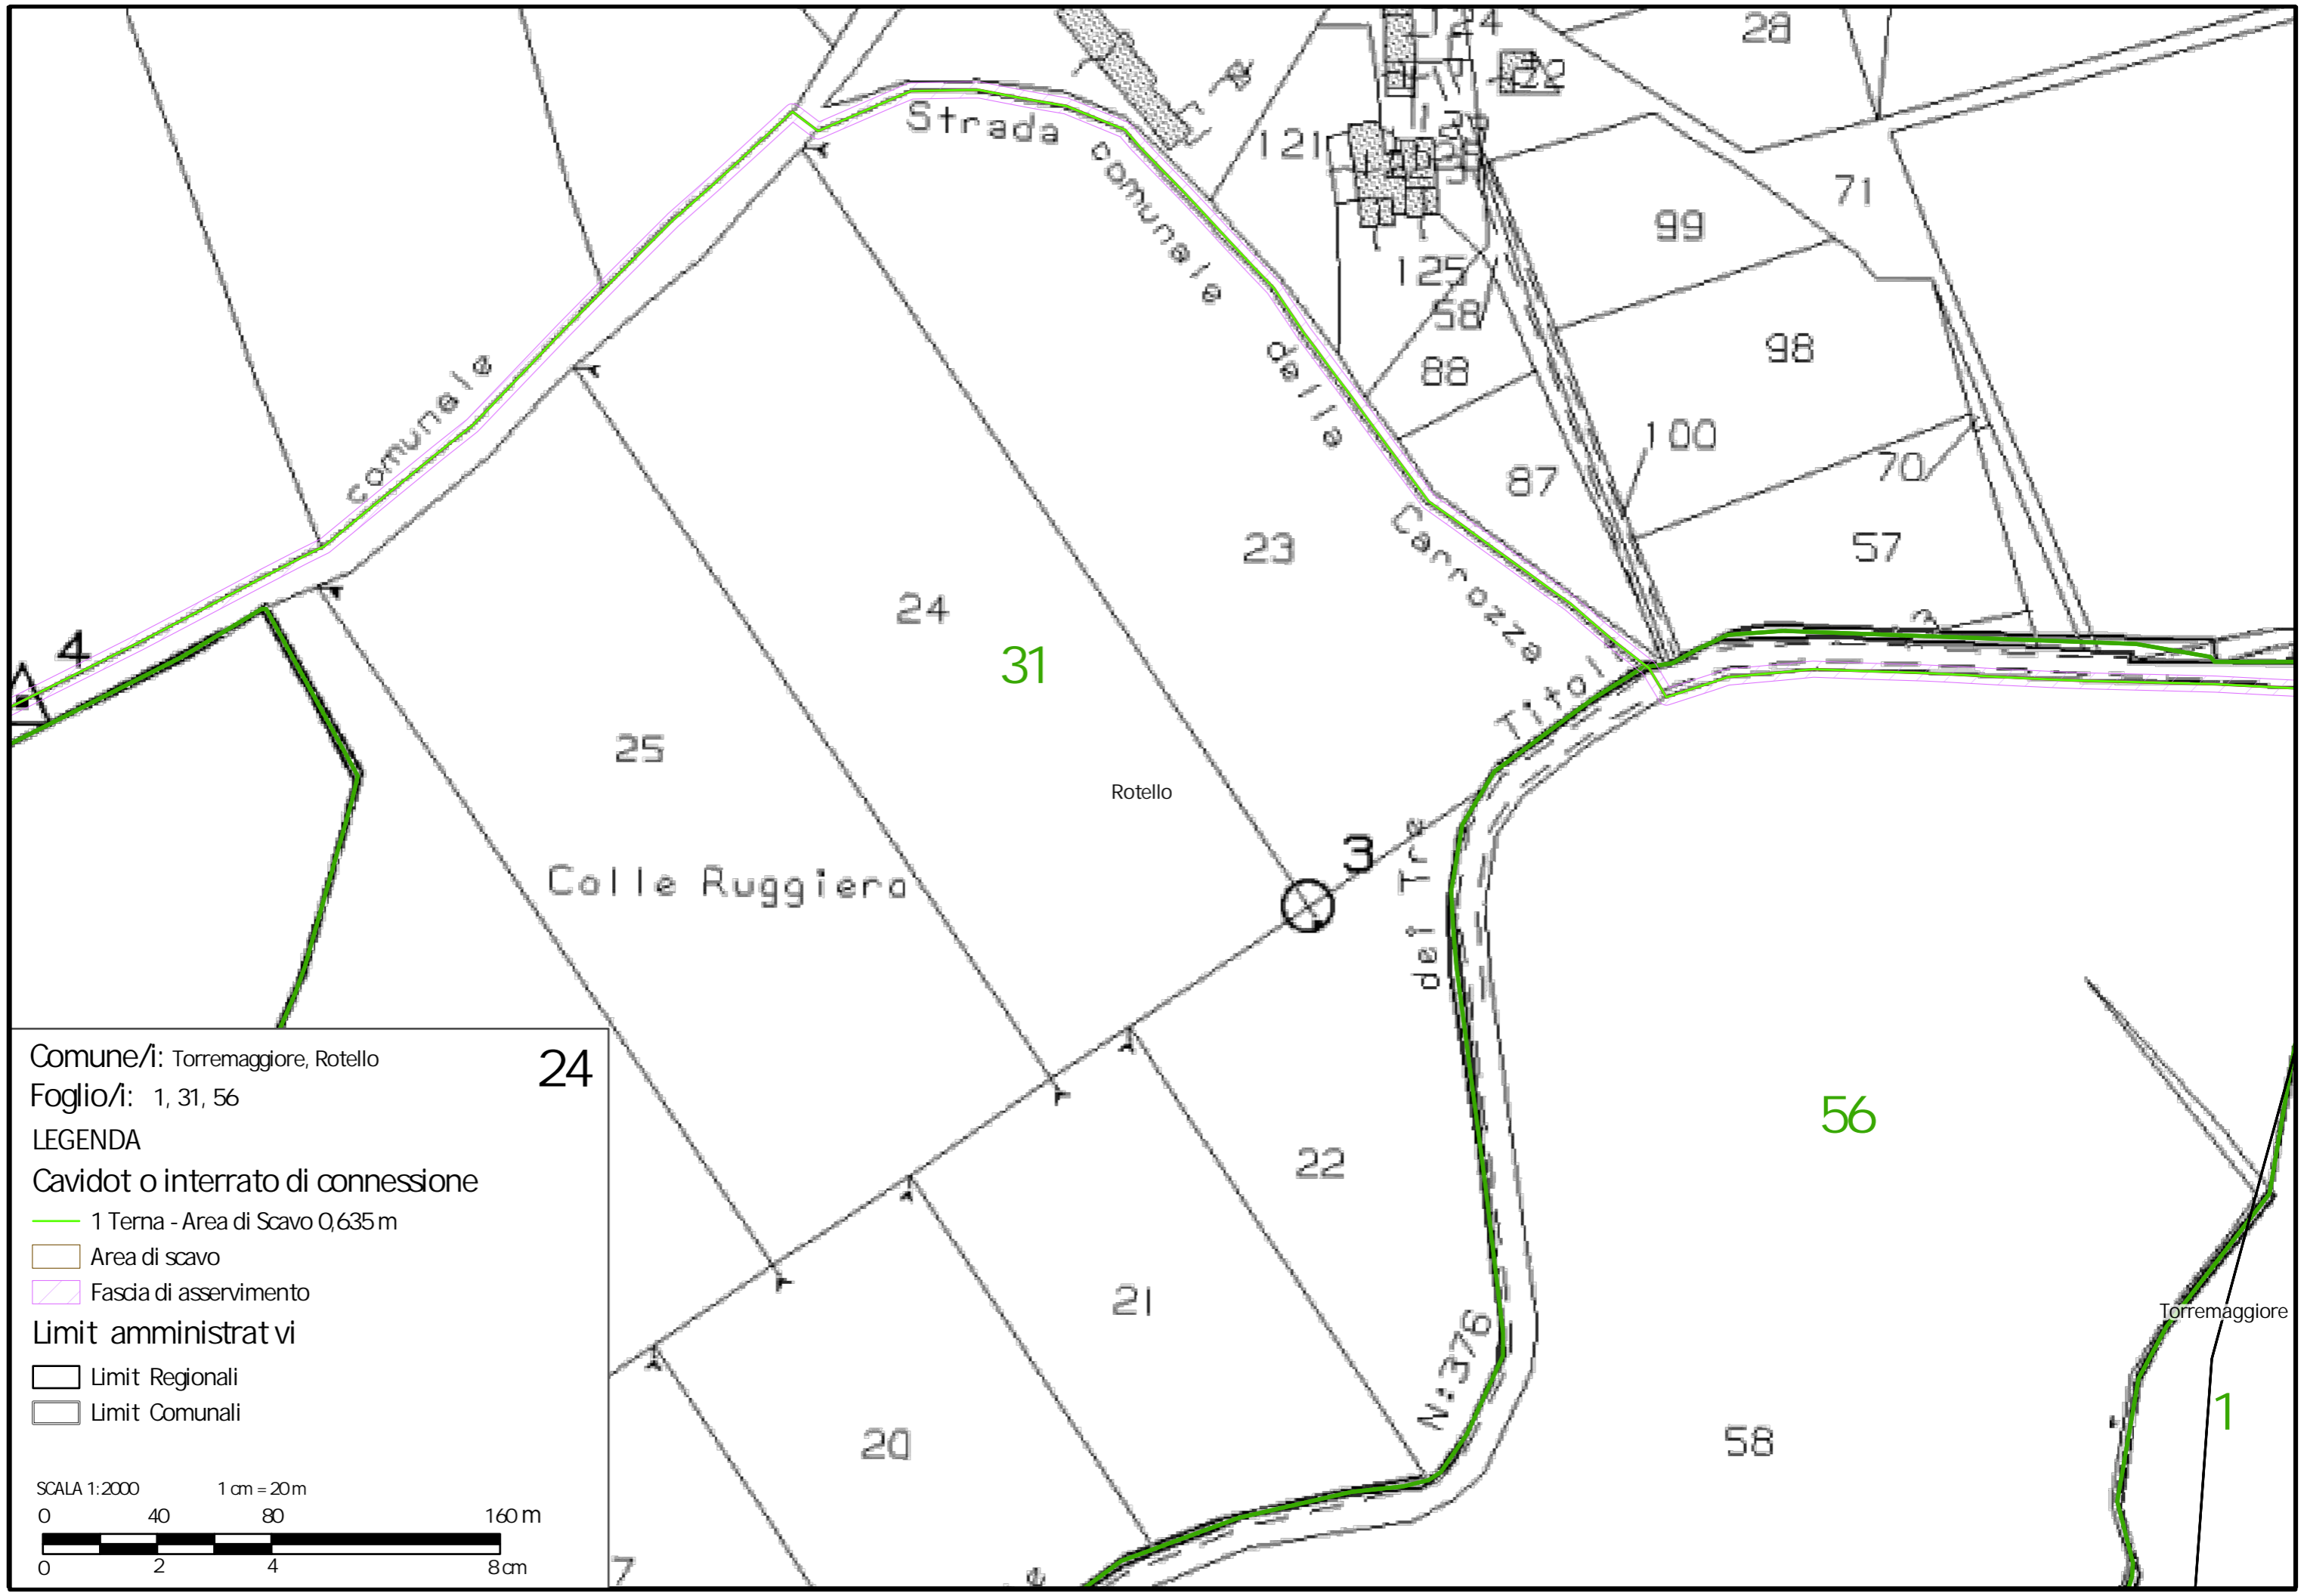 28
124
22
121
71
Strada comunale della Carrozza
99
125
58
98
88
comunale
100
70
87
57
23
24
31
4
Titoli
25
Rotello
3
Colle Ruggiero
dei Tre
56
22
21
Torremaggiore
N.:376
1
20
58
7
e
Comune/i: Torremaggiore, Rotello
24
Foglio/i: 1, 31, 56
LEGENDA
Cavidot o interrato di connessione
1 Terna - Area di Scavo 0,635 m
Area di scavo
Fascia di asservimento
Limit amministrat vi
Limit Regionali
Limit Comunali
SCALA 1:2000 1 cm = 20 m
0 40 80 160 m
0 2 4 8 cm